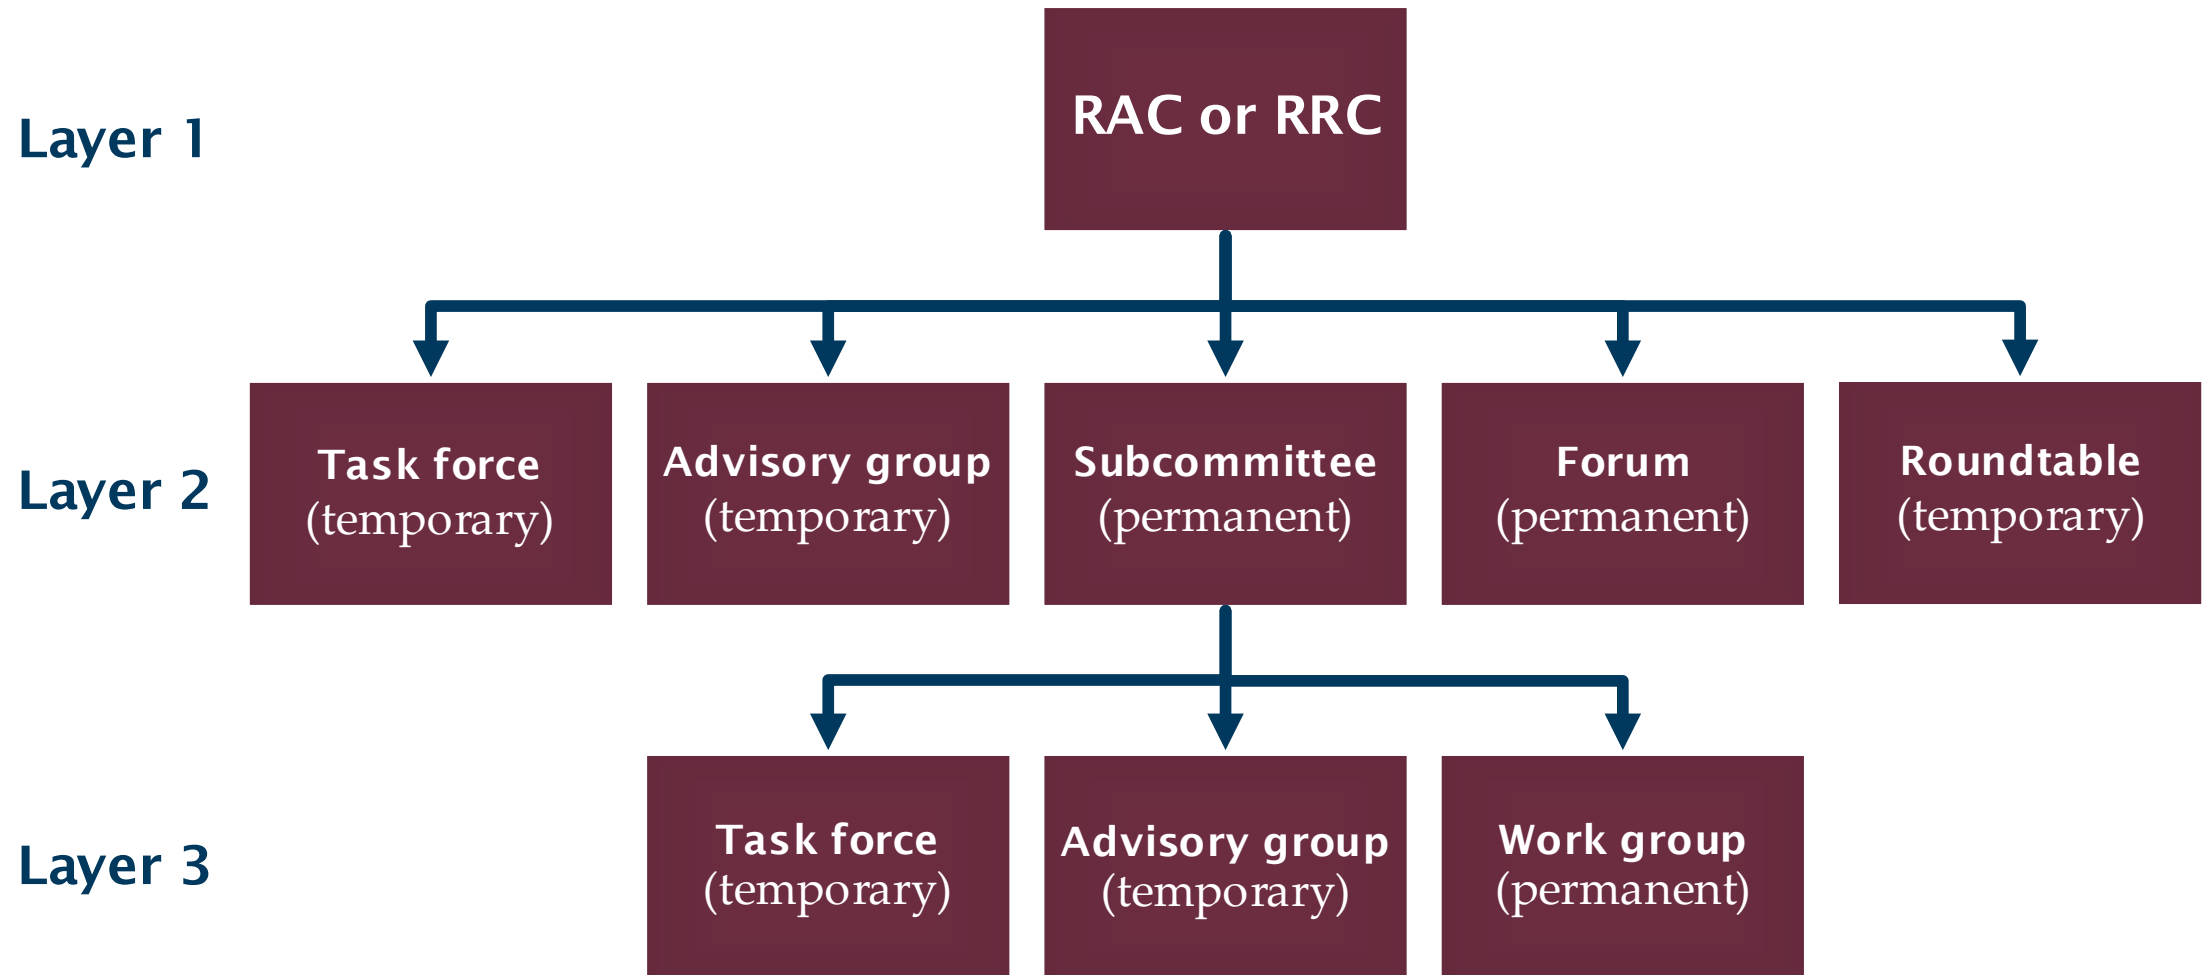 Layer 1
RAC or RRC
Layer 2
Task force
(temporary)
Advisory group
(temporary)
Subcommittee
(permanent)
Forum
(permanent)
Roundtable
(temporary)
Layer 3
Task force
(temporary)
Advisory group
(temporary)
Work group
(permanent)